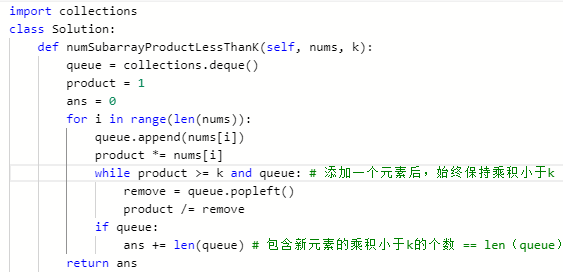 import collections
class Solution:
    def numSubarrayProductLessThanK(self, nums, k):
        queue = collections.deque()
        product = 1
        ans = 0
        for i in range(len(nums)):
            queue.append(nums[i])
            product *= nums[i]
            while product >= k and queue: # 添加一个元素后，始终保持乘积小于k
                remove = queue.popleft()
                product /= remove
            if queue:
                ans += len(queue) # 包含新元素的乘积小于k的个数 == len（queue）
        return ans